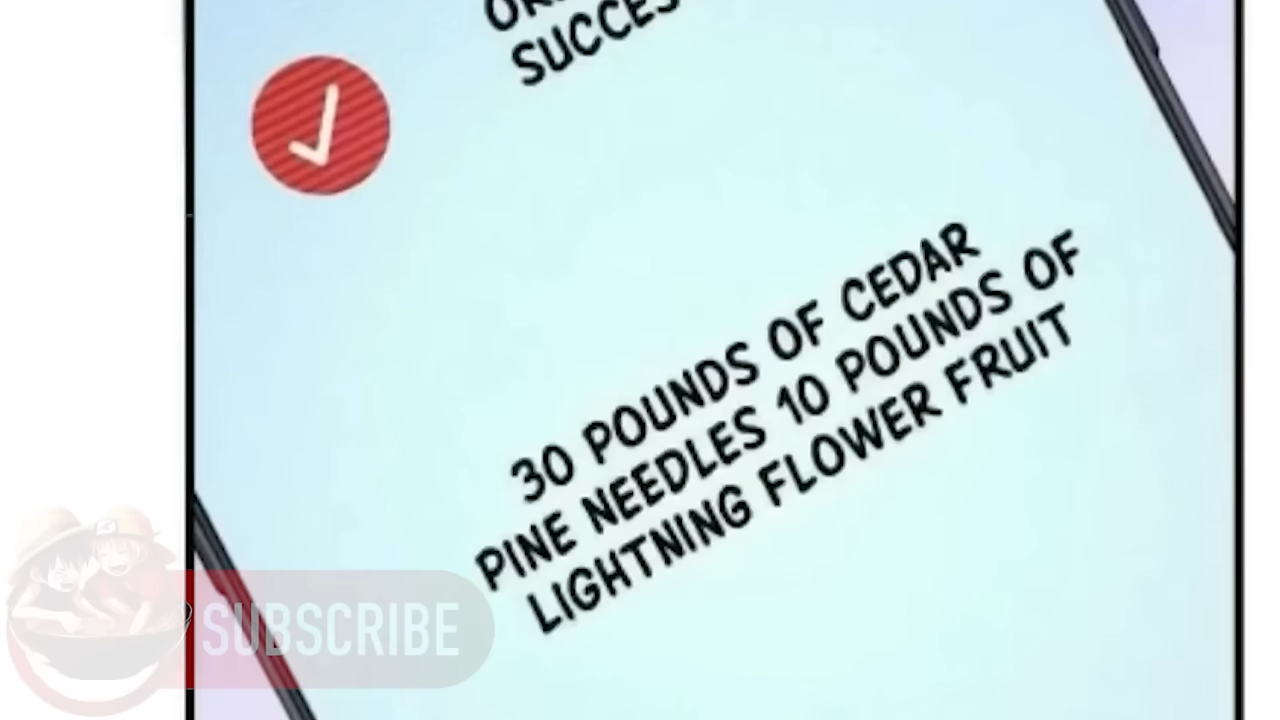 SUCCES
30 POUNDS OF CEDAR
PINE NEEDLES 10 POUNDS OF
LIGHTNING FLOWER FRUIT
SUBSCRIBE